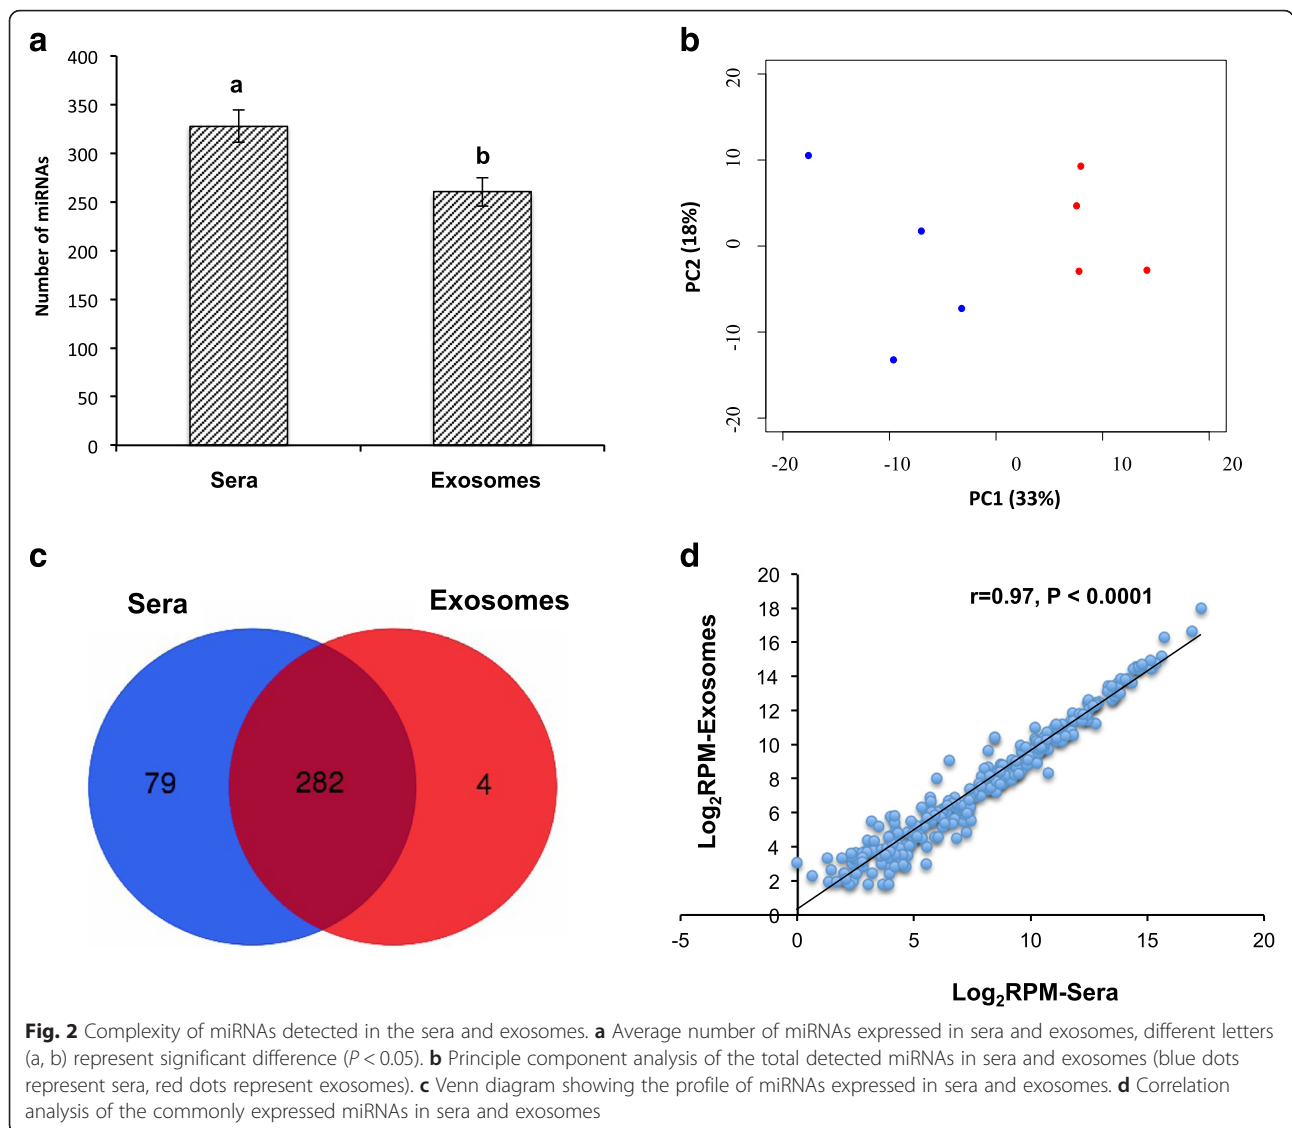 a
400
350
300
250
200
150
100
50
0
Number of miRNAs
a
b
Sera
Exosomes
b
20
10
0
-10
-20
PC2 (18%)
-20
-10
0
10
20
PC1 (33%)
c
Sera
Exosomes
79
282
4
d
20
18
16
14
12
10
8
6
4
2
0
Log2RPM-Exosomes
r=0.97, P < 0.0001
-5
0
5
10
15
20
Log2RPM-Sera
Fig. 2 Complexity of miRNAs detected in the sera and exosomes. a Average number of miRNAs expressed in sera and exosomes, different letters
(a, b) represent significant difference (P < 0.05). b Principle component analysis of the total detected miRNAs in sera and exosomes (blue dots
represent sera, red dots represent exosomes). c Venn diagram showing the profile of miRNAs expressed in sera and exosomes. d Correlation
analysis of the commonly expressed miRNAs in sera and exosomes